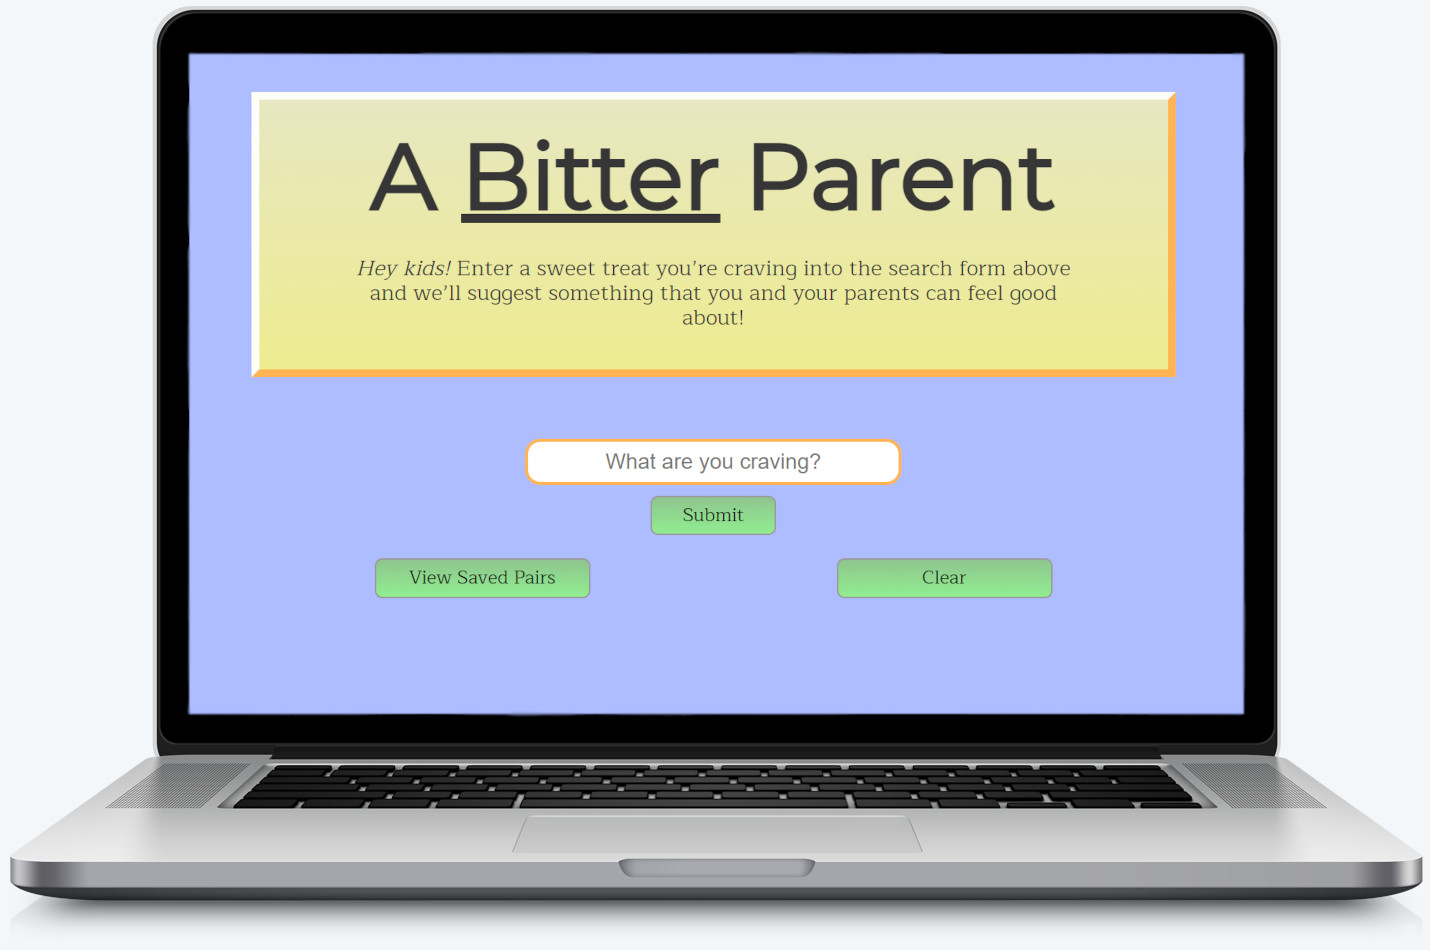 A Bitter Parent
Hey kids! Enter a sweet treat you’re craving into the search form above
and we’ll suggest something that you and your parents can feel good
about!
What are you craving?
Submit
View Saved Pairs
Clear